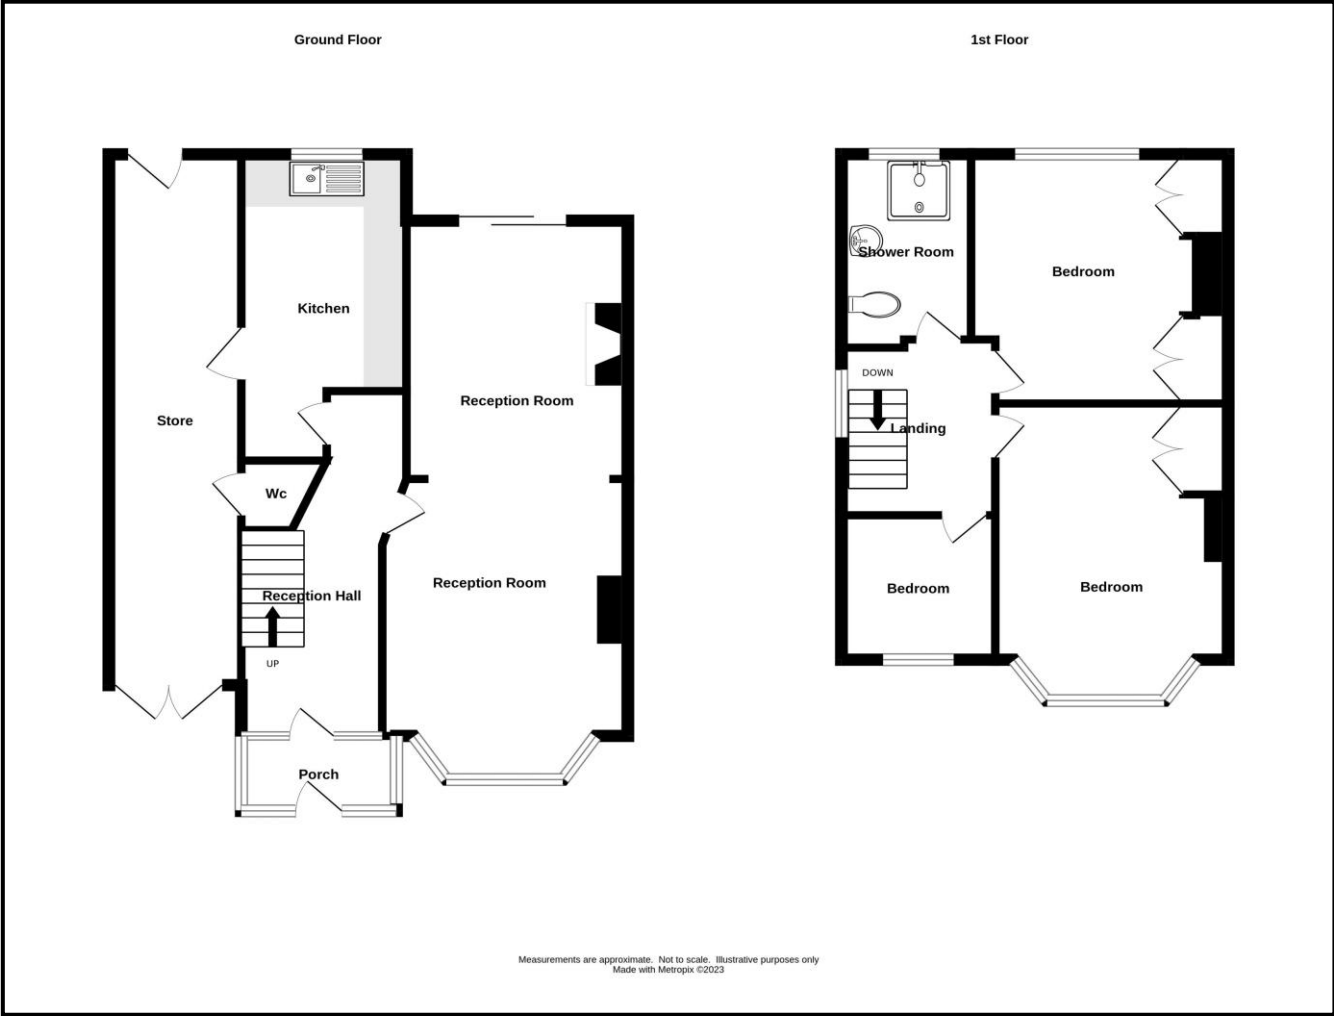 Ground Floor
Kitchen
Reception Room
Store
Wc
Reception Room
Reception Hall
UP
Porch
1st Floor
Shower Room
Bedroom
DOWN
Landing
Bedroom
Bedroom
Measurements are approximate. Not to scale. Illustrative purposes only
Made with Metropix ©2023